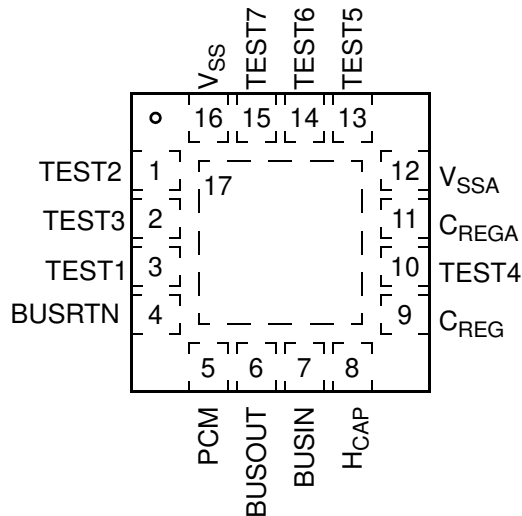 VSS
TEST7
TEST6
TEST5
16 15 14 13
TEST2 1 17 12 VSSA
TEST3 2 11 CREGA
TEST1 3 10 TEST4
BUSRTN 4 9 CREG
5 6 7 8
PCM
BUSOUT
BUSIN
HCAP